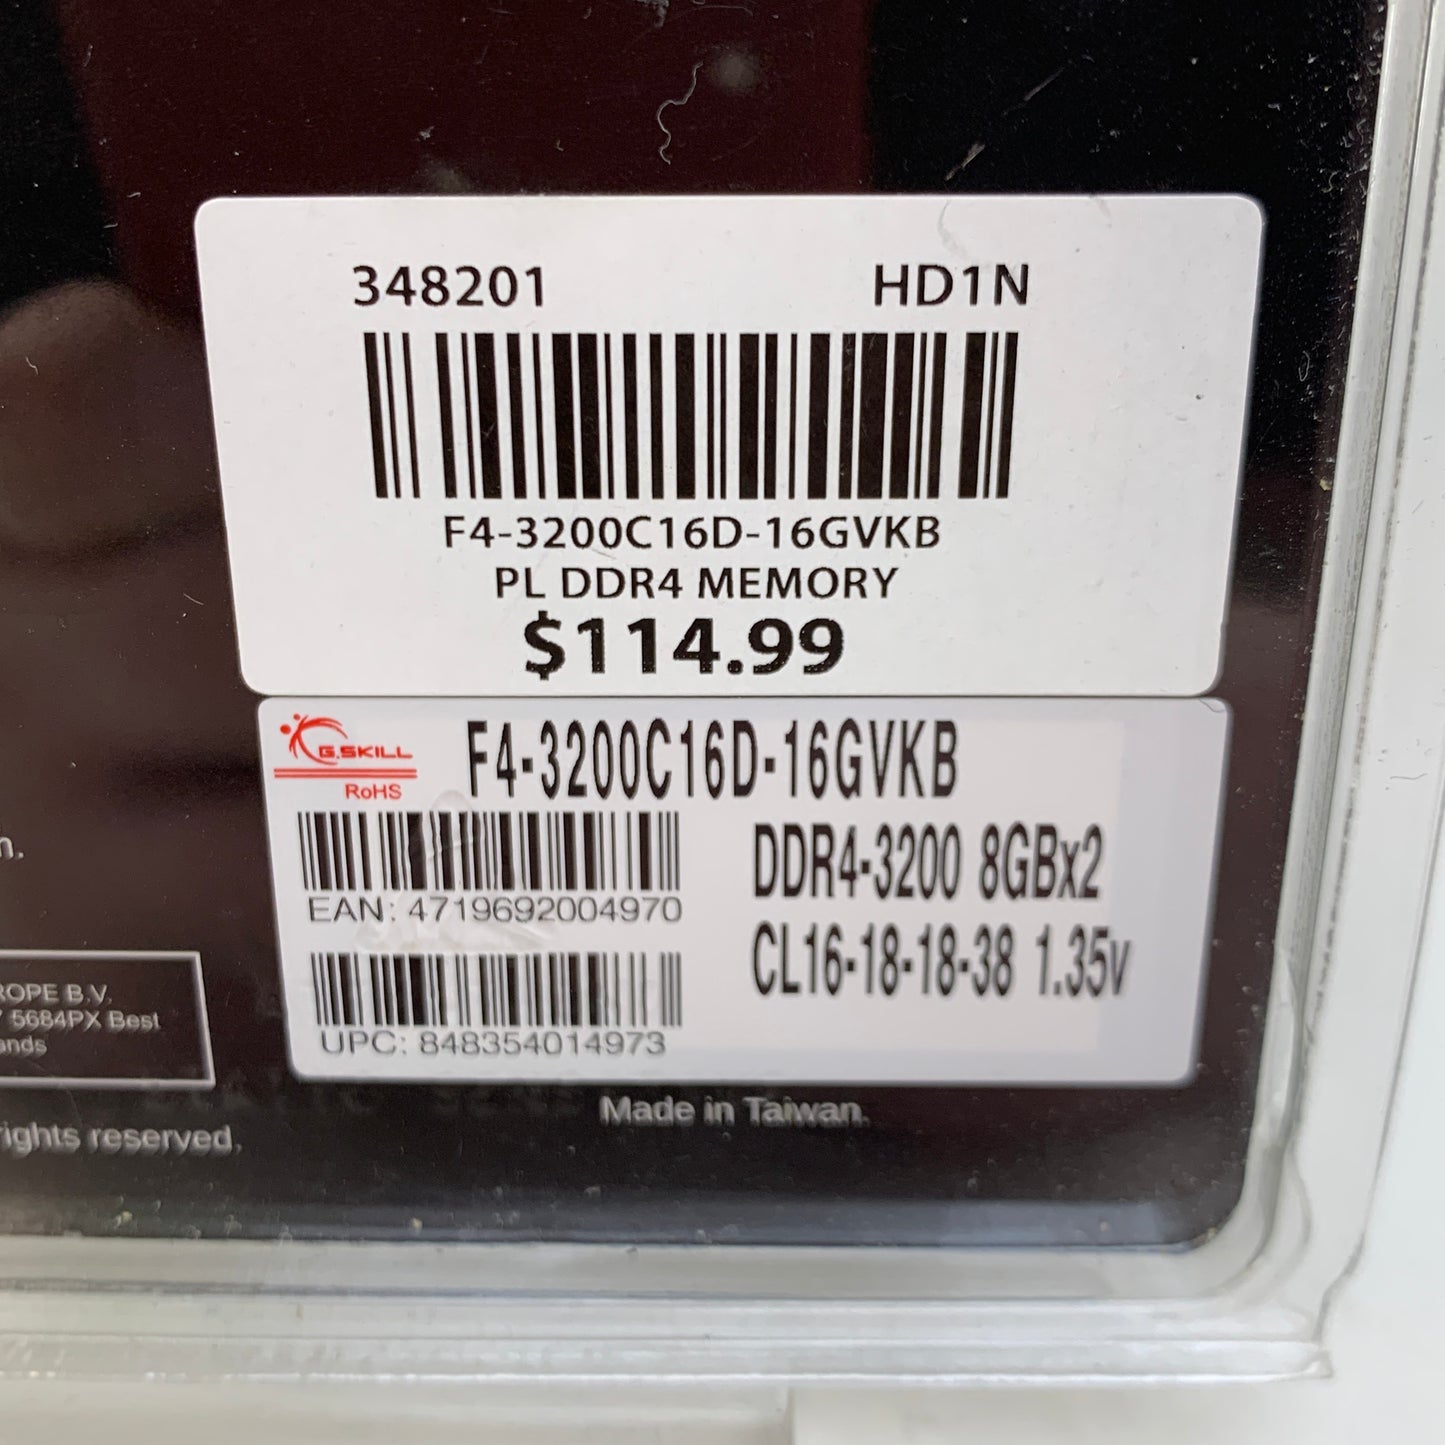 348201 HD1N
F4-3200C16D-16GVKB
PL DDR4 MEMORY
$114.99
G.SKILL
RoHS
F4-3200C16D-16GVKB
DDR4-3200 8GBx2
CL16-18-18-38 1.35v
EAN: 4719692004970
UPC: 848354014973
Made in Taiwan.
n.
ROPE B.V.
7 5684PX Best
ands
rights reserved.